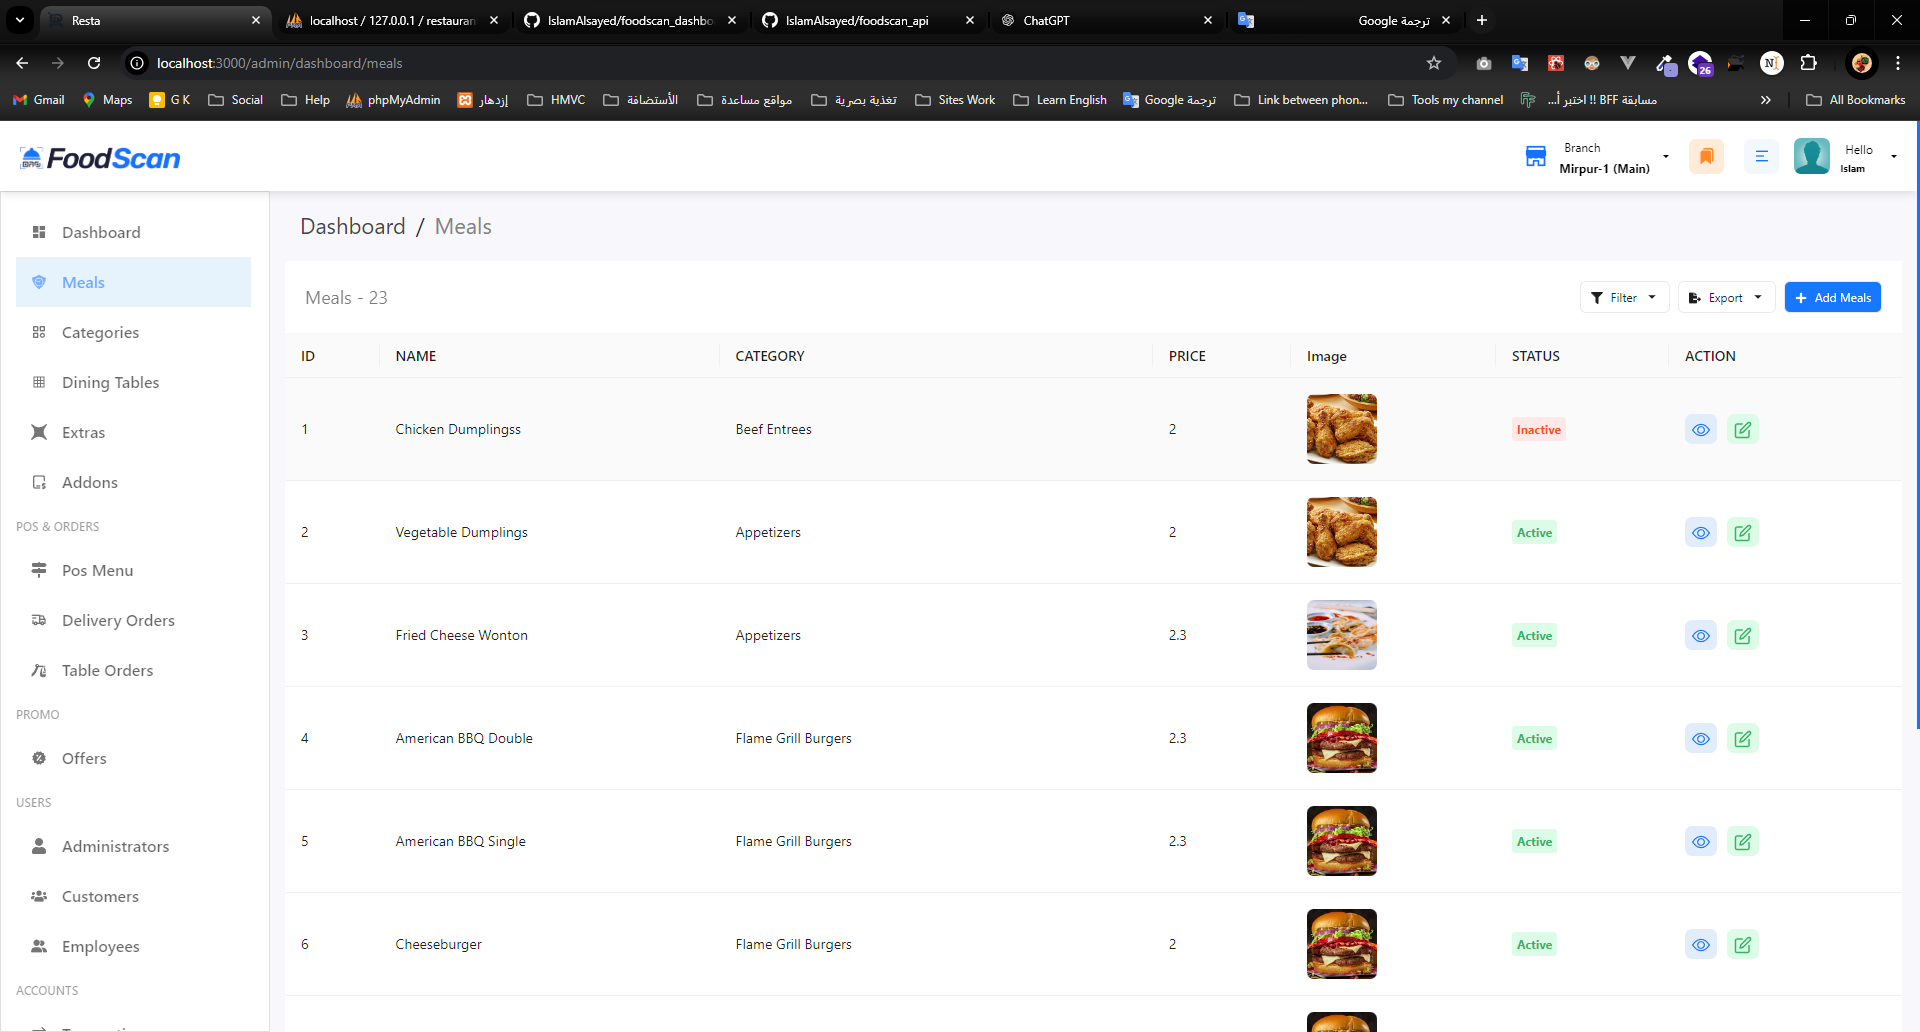 Resta
localhost / 127.0.0.1 / restauran
IslamAlsayed/foodscan_dashbo
IslamAlsayed/foodscan_api
ChatGPT
ترجمة Google
localhost:3000/admin/dashboard/meals
26
Gmail
Maps
G K
Social
Help
phpMyAdmin
إزدهار
HMVC
الأستضافة
مواقع مساعدة
تغذية بصرية
Sites Work
Learn English
ترجمة Google
Link between phon...
Tools my channel
مسابقة BFF !! اختبر أ...
All Bookmarks
FoodScan
Branch
Mirpur-1 (Main)
Hello
Islam
Dashboard
Meals
Categories
Dining Tables
Extras
Addons
POS & ORDERS
Pos Menu
Delivery Orders
Table Orders
PROMO
Offers
USERS
Administrators
Customers
Employees
ACCOUNTS
Dashboard / Meals
Meals - 23
Filter
Export
Add Meals
ID NAME CATEGORY PRICE Image STATUS ACTION
1 Chicken Dumplingss Beef Entrees 2 Inactive
2 Vegetable Dumplings Appetizers 2 Active
3 Fried Cheese Wonton Appetizers 2.3 Active
4 American BBQ Double Flame Grill Burgers 2.3 Active
5 American BBQ Single Flame Grill Burgers 2.3 Active
6 Cheeseburger Flame Grill Burgers 2 Active